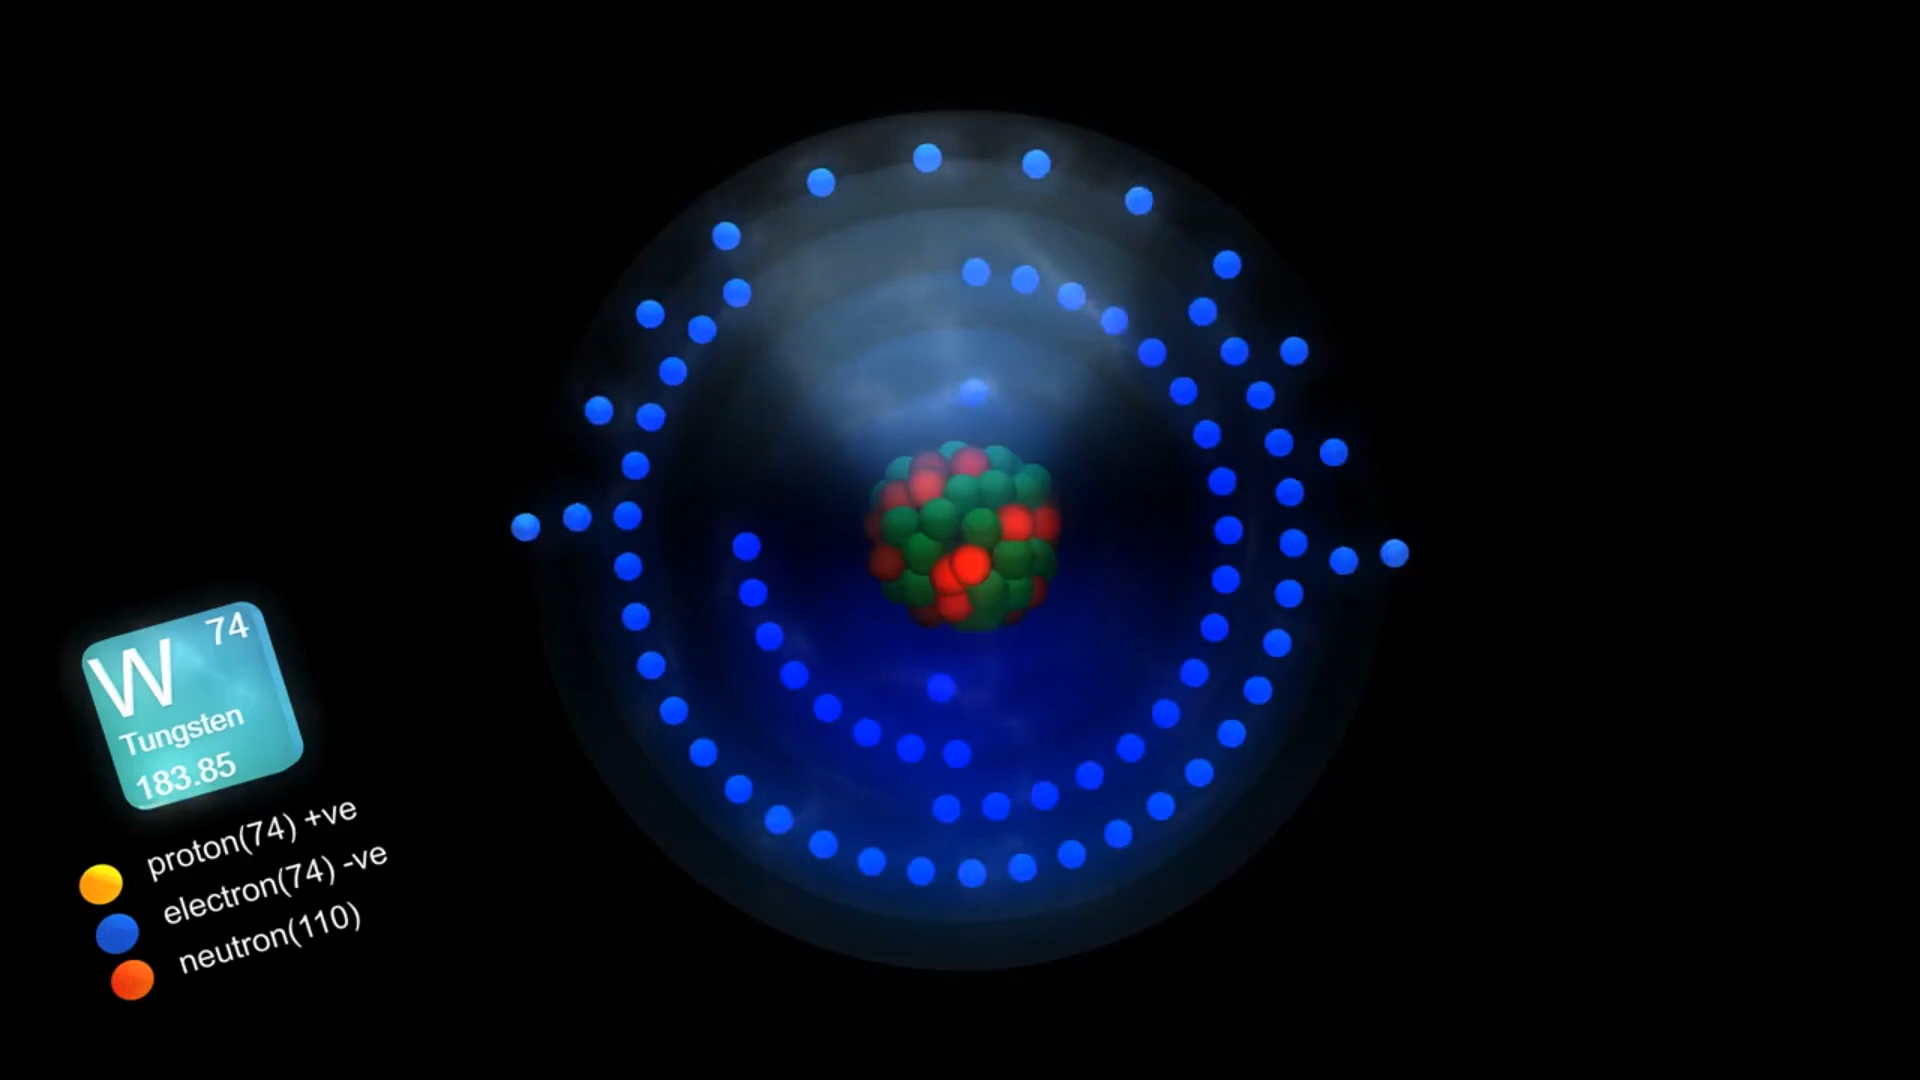 W 74
Tungsten
183.85
proton(74) +ve
electron(74) -ve
neutron(110)